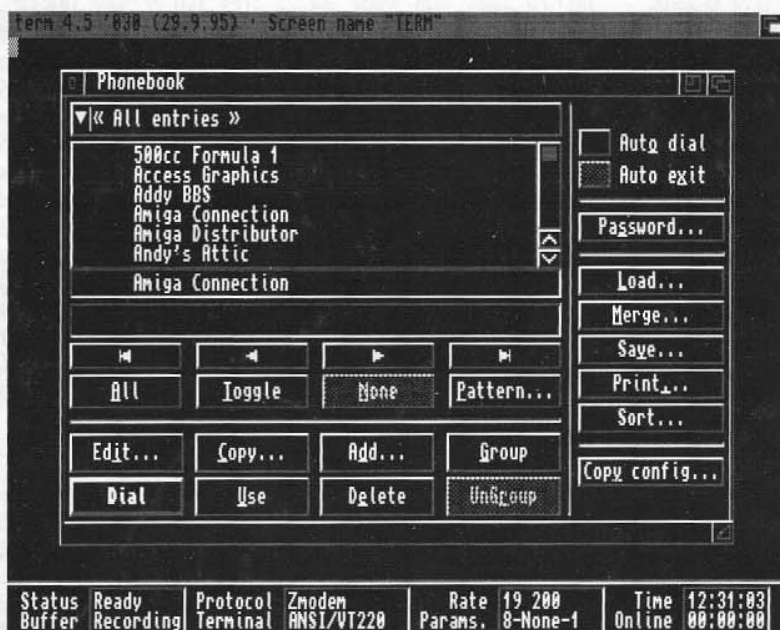 term 4.5 '030 (29.9.95) · Screen name "TERM"
Phonebook
« All entries »
500cc Formula 1
Access Graphics
Addy BBS
Amiga Connection
Amiga Distributor
Andy's Attic
Amiga Connection
All
Toggle
None
Pattern...
Edit...
Copy...
Add...
Group
Dial
Use
Delete
UnGroup
Auto dial
Auto exit
Password...
Load...
Merge...
Save...
Print...
Sort...
Copy config...
Status Ready Protocol Zmodem Rate 19 200 Time 12:31:03
Buffer Recording Terminal ANSI/VT220 Params. 8-None-1 Online 00:00:00